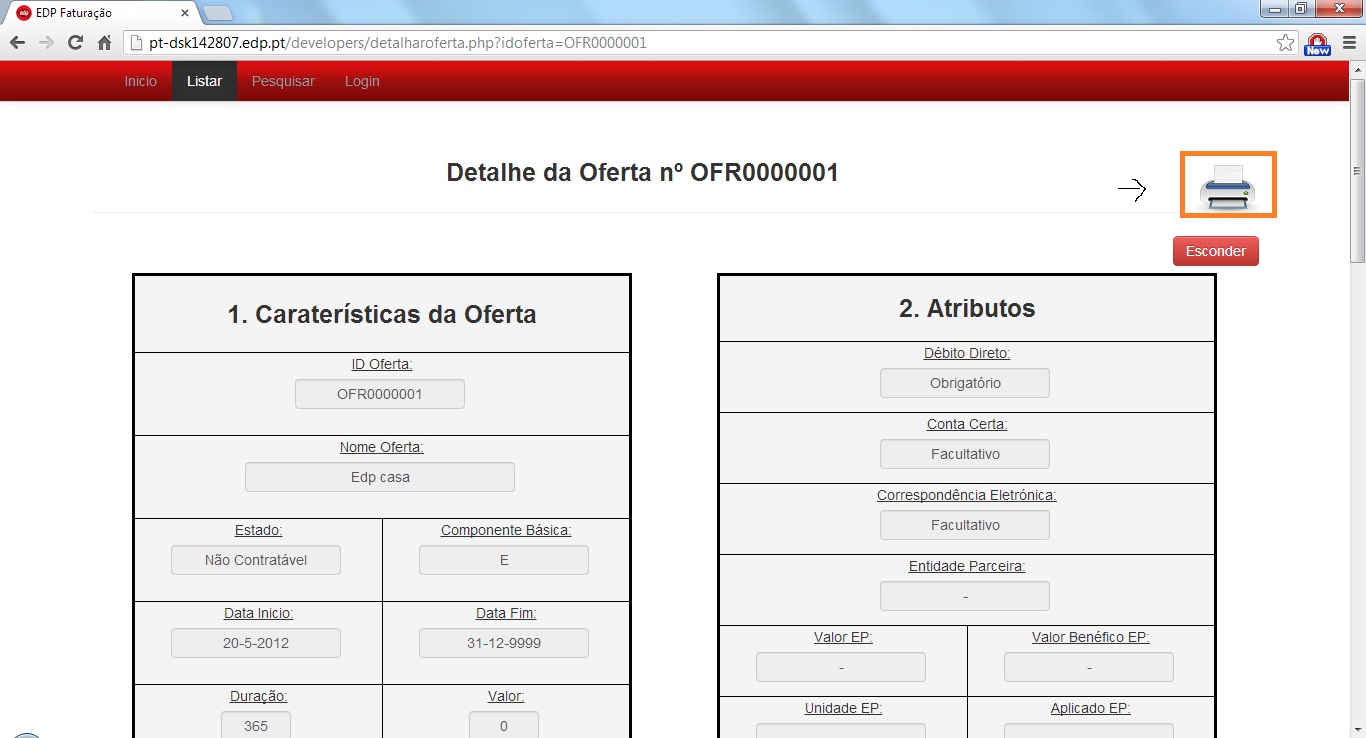 EDP Faturação
pt-dsk142807.edp.pt/developers/detalharoferta.php?idoferta=OFR0000001
New
Inicio Listar Pesquisar Login
Detalhe da Oferta nº OFR0000001
Esconder
1. Caraterísticas da Oferta
ID Oferta:
OFR0000001
Nome Oferta:
Edp casa
Estado: Componente Básica:
Não Contratável E
Data Inicio: Data Fim:
20-5-2012 31-12-9999
Duração: Valor:
365 0
2. Atributos
Débito Direto:
Obrigatório
Conta Certa:
Facultativo
Correspondência Eletrónica:
Facultativo
Entidade Parceira:
-
Valor EP: Valor Benéfico EP:
- -
Unidade EP: Aplicado EP: